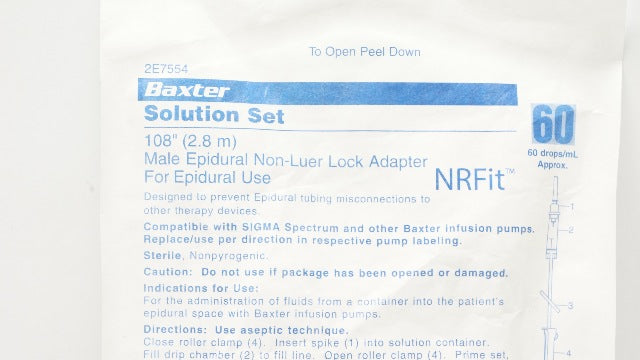 To Open Peel Down
2E7554
Baxter
Solution Set
108" (2.8 m)
Male Epidural Non-Luer Lock Adapter
For Epidural Use
NRFit™
60
60 drops/mL
Approx.
Designed to prevent Epidural tubing misconnections to
other therapy devices.
Compatible with SIGMA Spectrum and other Baxter infusion pumps.
Replace/use per direction in respective pump labeling.
Sterile, Nonpyrogenic.
Caution: Do not use if package has been opened or damaged.
Indications for Use:
For the administration of fluids from a container into the patient's
epidural space with Baxter infusion pumps.
Directions: Use aseptic technique.
Close roller clamp (4). Insert spike (1) into solution container.
Fill drip chamber (2) to fill line. Open roller clamp (4). Prime set,
1
2
3
4